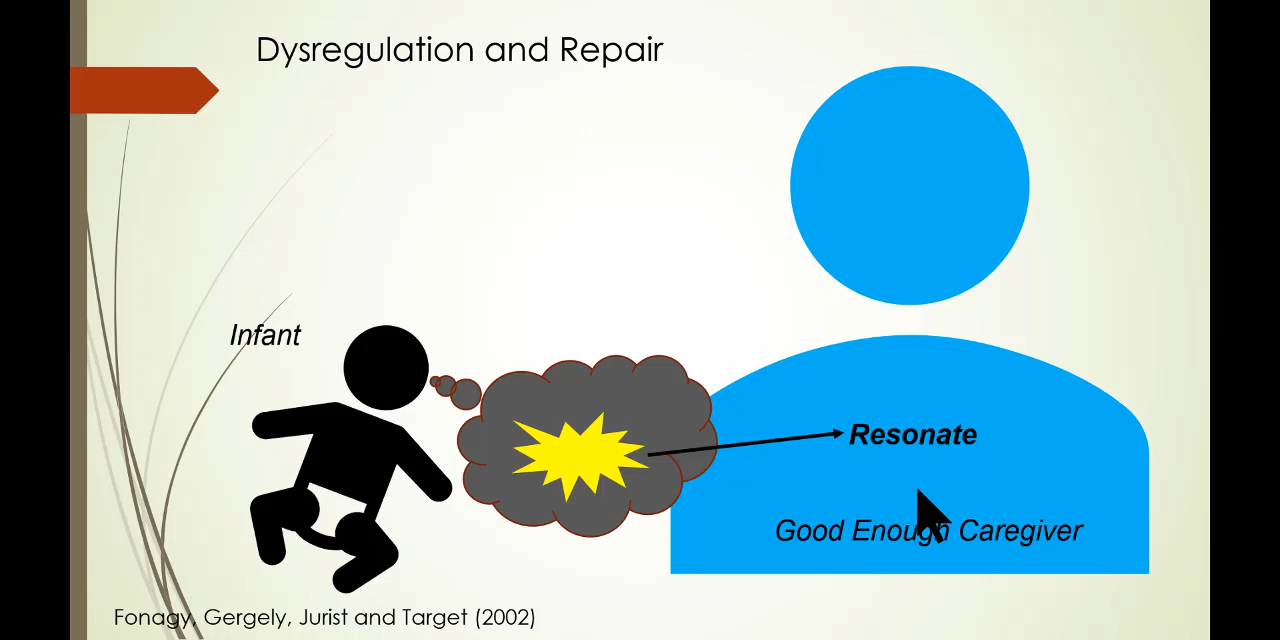 Dysregulation and Repair
Infant
Resonate
Good Enough Caregiver
Fonagy, Gergely, Jurist and Target (2002)